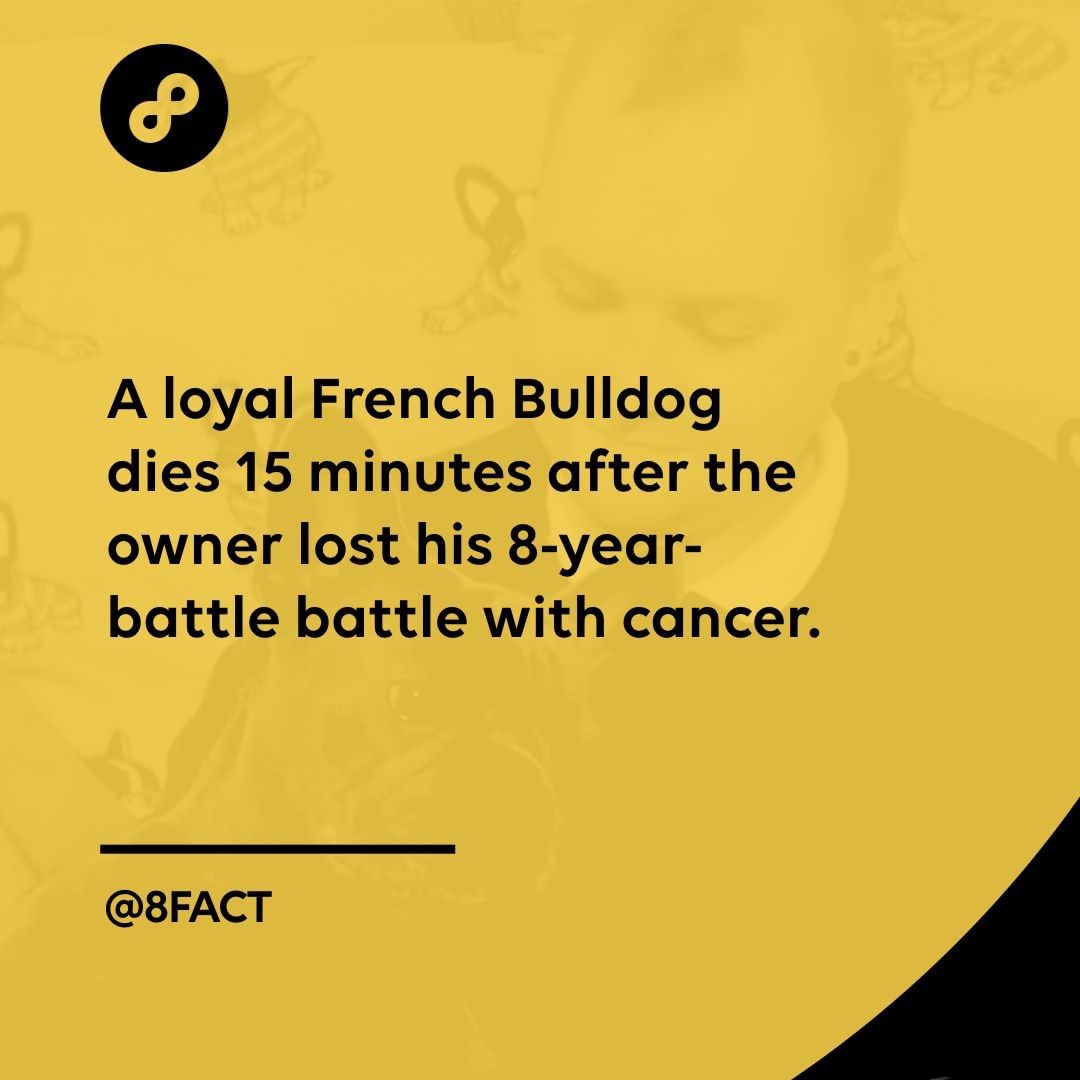 A loyal French Bulldog
dies 15 minutes after the
owner lost his 8-year-
battle battle with cancer.
@8FACT